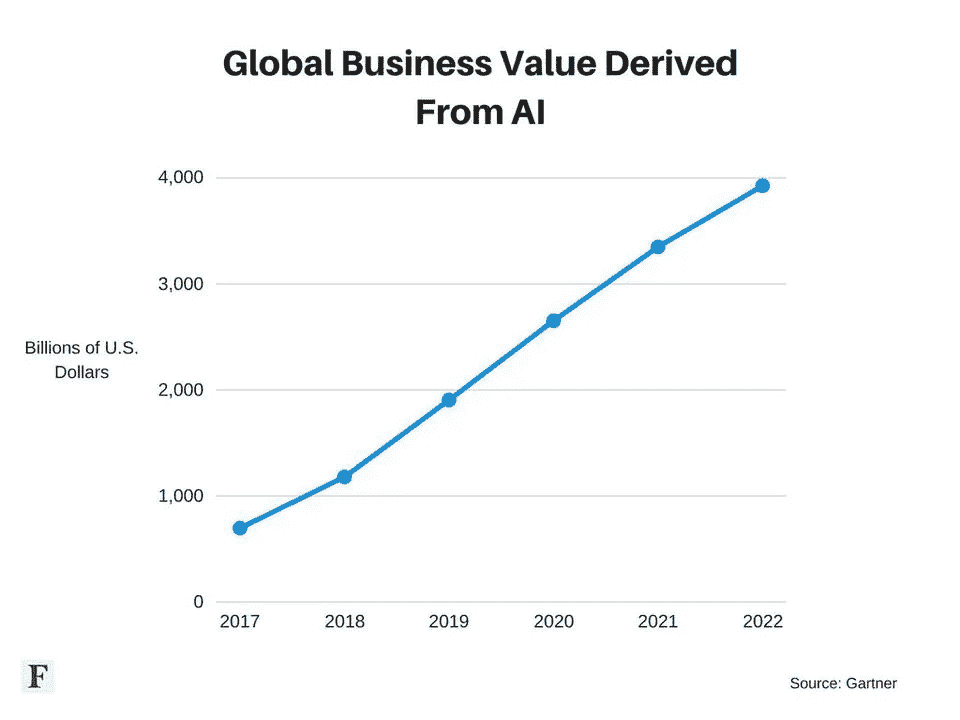 Global Business Value Derived
From AI
4,000
3,000
Billions of U.S.
Dollars
2,000
1,000
0
2017 2018 2019 2020 2021 2022
F
Source: Gartner